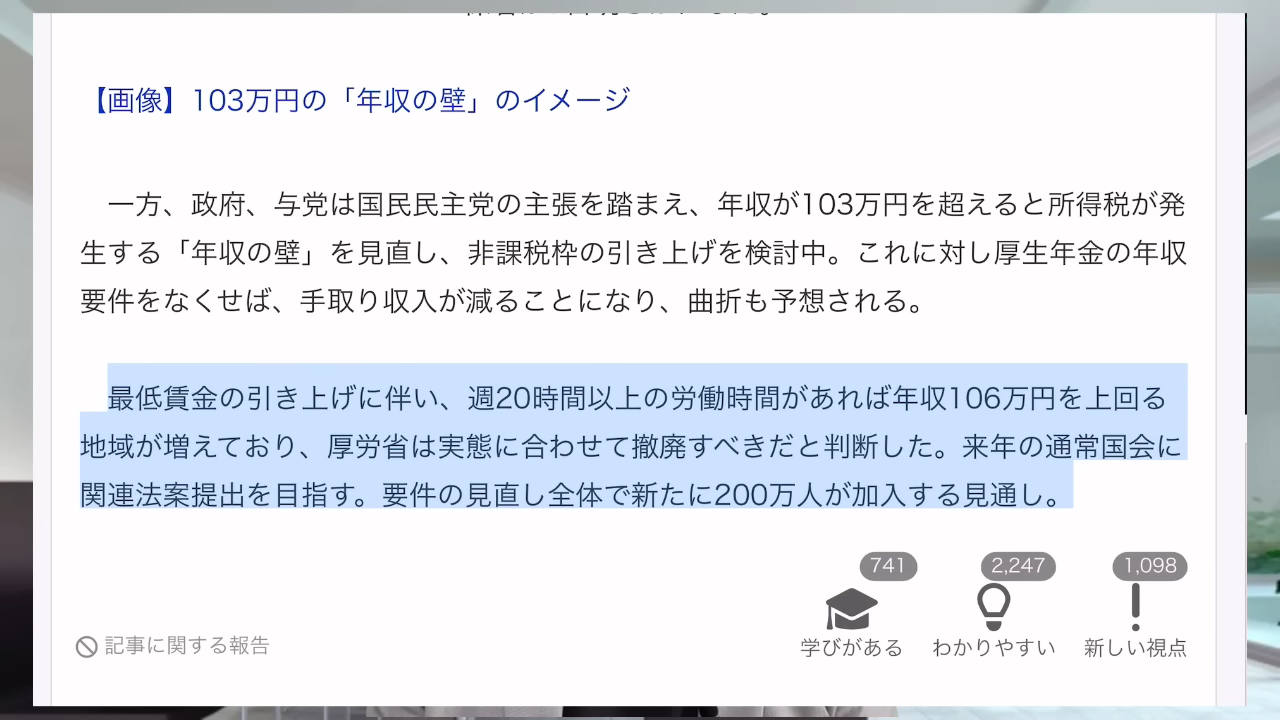 【画像】103万円の「年収の壁」のイメージ
一方、政府、与党は国民民主党の主張を踏まえ、年収が103万円を超えると所得税が発
生する「年収の壁」を見直し、非課税枠の引き上げを検討中。これに対し厚生年金の年収
要件をなくせば、手取り収入が減ることになり、曲折も予想される。
最低賃金の引き上げに伴い、週20時間以上の労働時間があれば年収106万円を上回る
地域が増えており、厚労省は実態に合わせて撤廃すべきだと判断した。来年の通常国会に
関連法案提出を目指す。要件の見直し全体で新たに200万人が加入する見通し。
741 2,247 1,098
記事に関する報告 学びがある わかりやすい 新しい視点